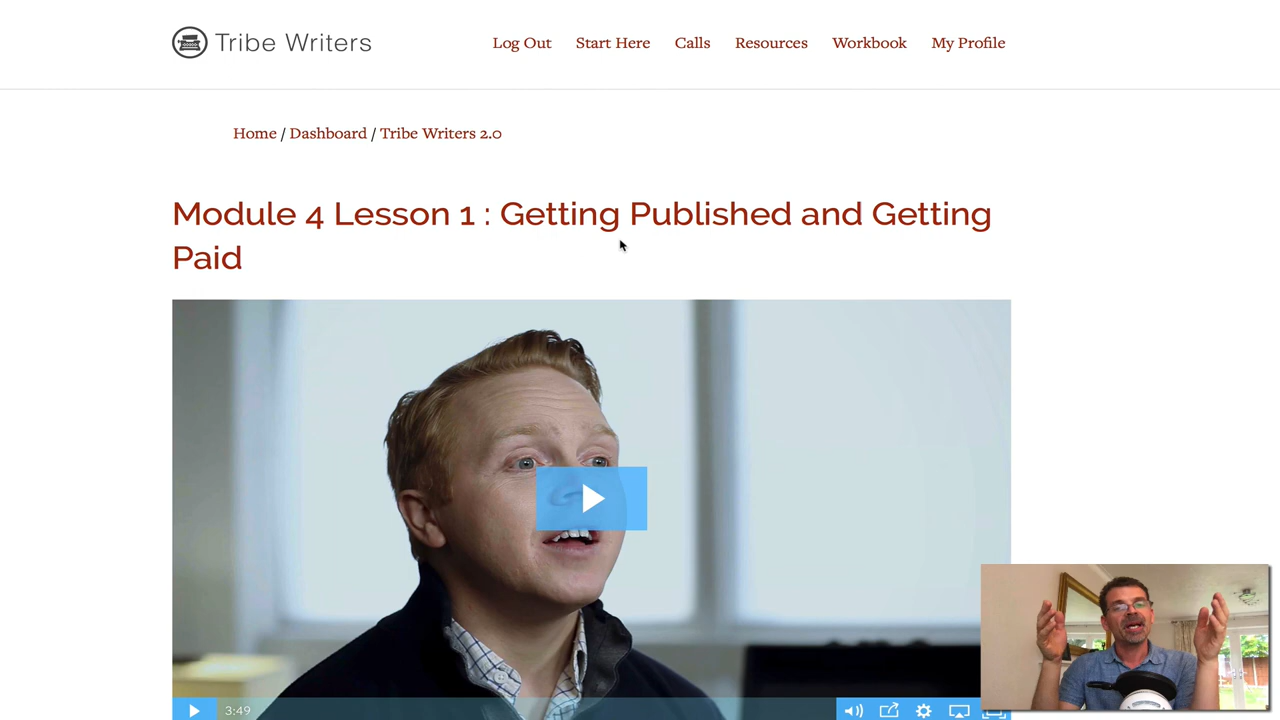 Tribe Writers
Log Out Start Here Calls Resources Workbook My Profile
Home / Dashboard / Tribe Writers 2.0
Module 4 Lesson 1 : Getting Published and Getting
Paid
3:49